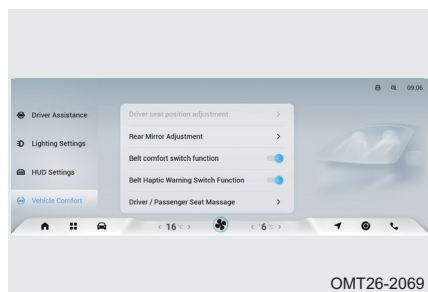 09:06
Driver Assistance
Lighting Settings
HUD Settings
Vehicle Comfort
Driver seat position adjustment
Rear Mirror Adjustment
Belt comfort switch function
Belt Haptic Warning Switch Function
Driver / Passenger Seat Massage
16°C
OMT26-2069